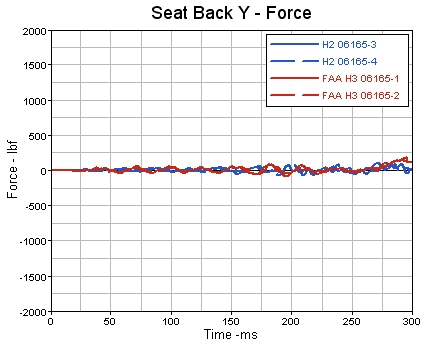 Seat Back Y - Force
2000
1500
1000
500
0
-500
-1000
-1500
-2000
Force - lbf
H2 06165-3
H2 06165-4
FAA H3 06165-1
FAA H3 06165-2
0 50 100 150 200 250 300
Time -ms